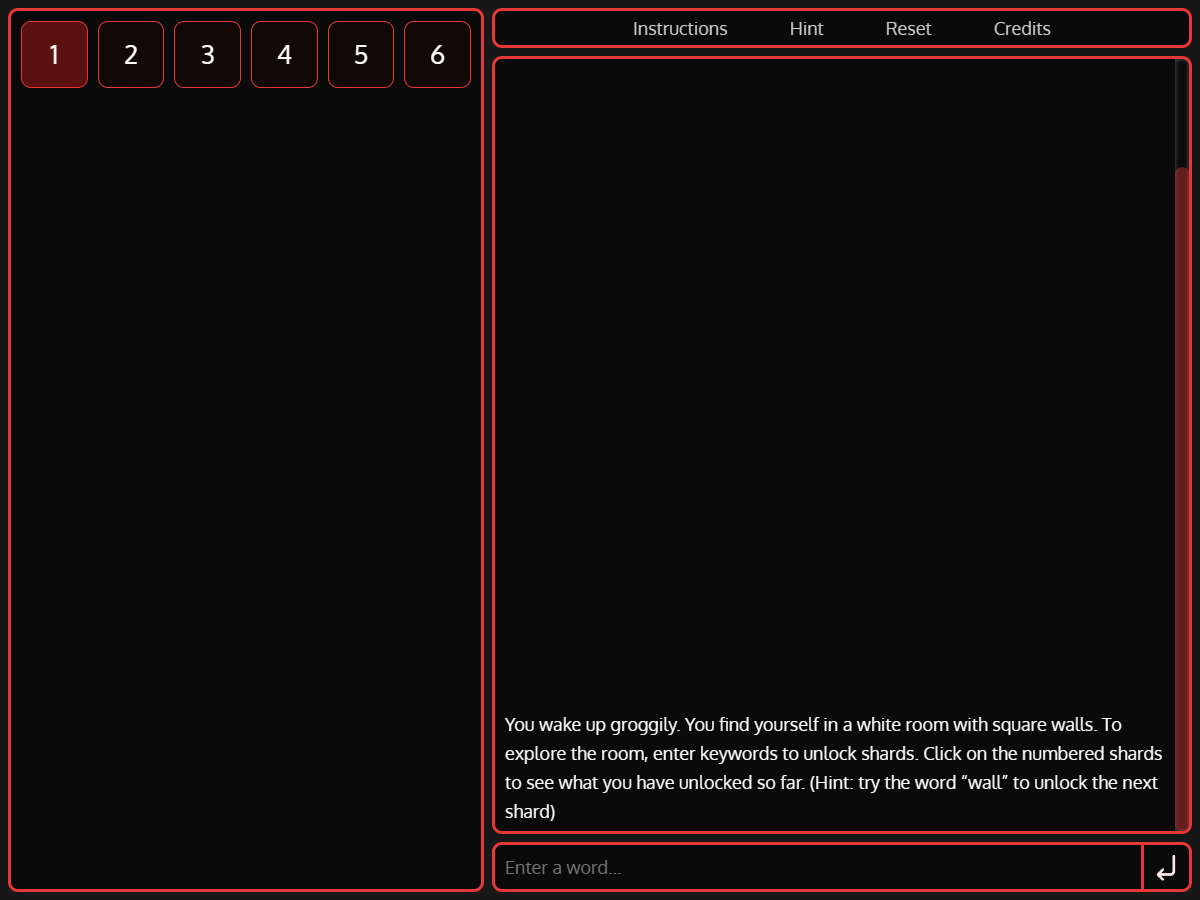 1 2 3 4 5 6
Instructions Hint Reset Credits
You wake up groggily. You find yourself in a white room with square walls. To
explore the room, enter keywords to unlock shards. Click on the numbered shards
to see what you have unlocked so far. (Hint: try the word “wall” to unlock the next
shard)
Enter a word...